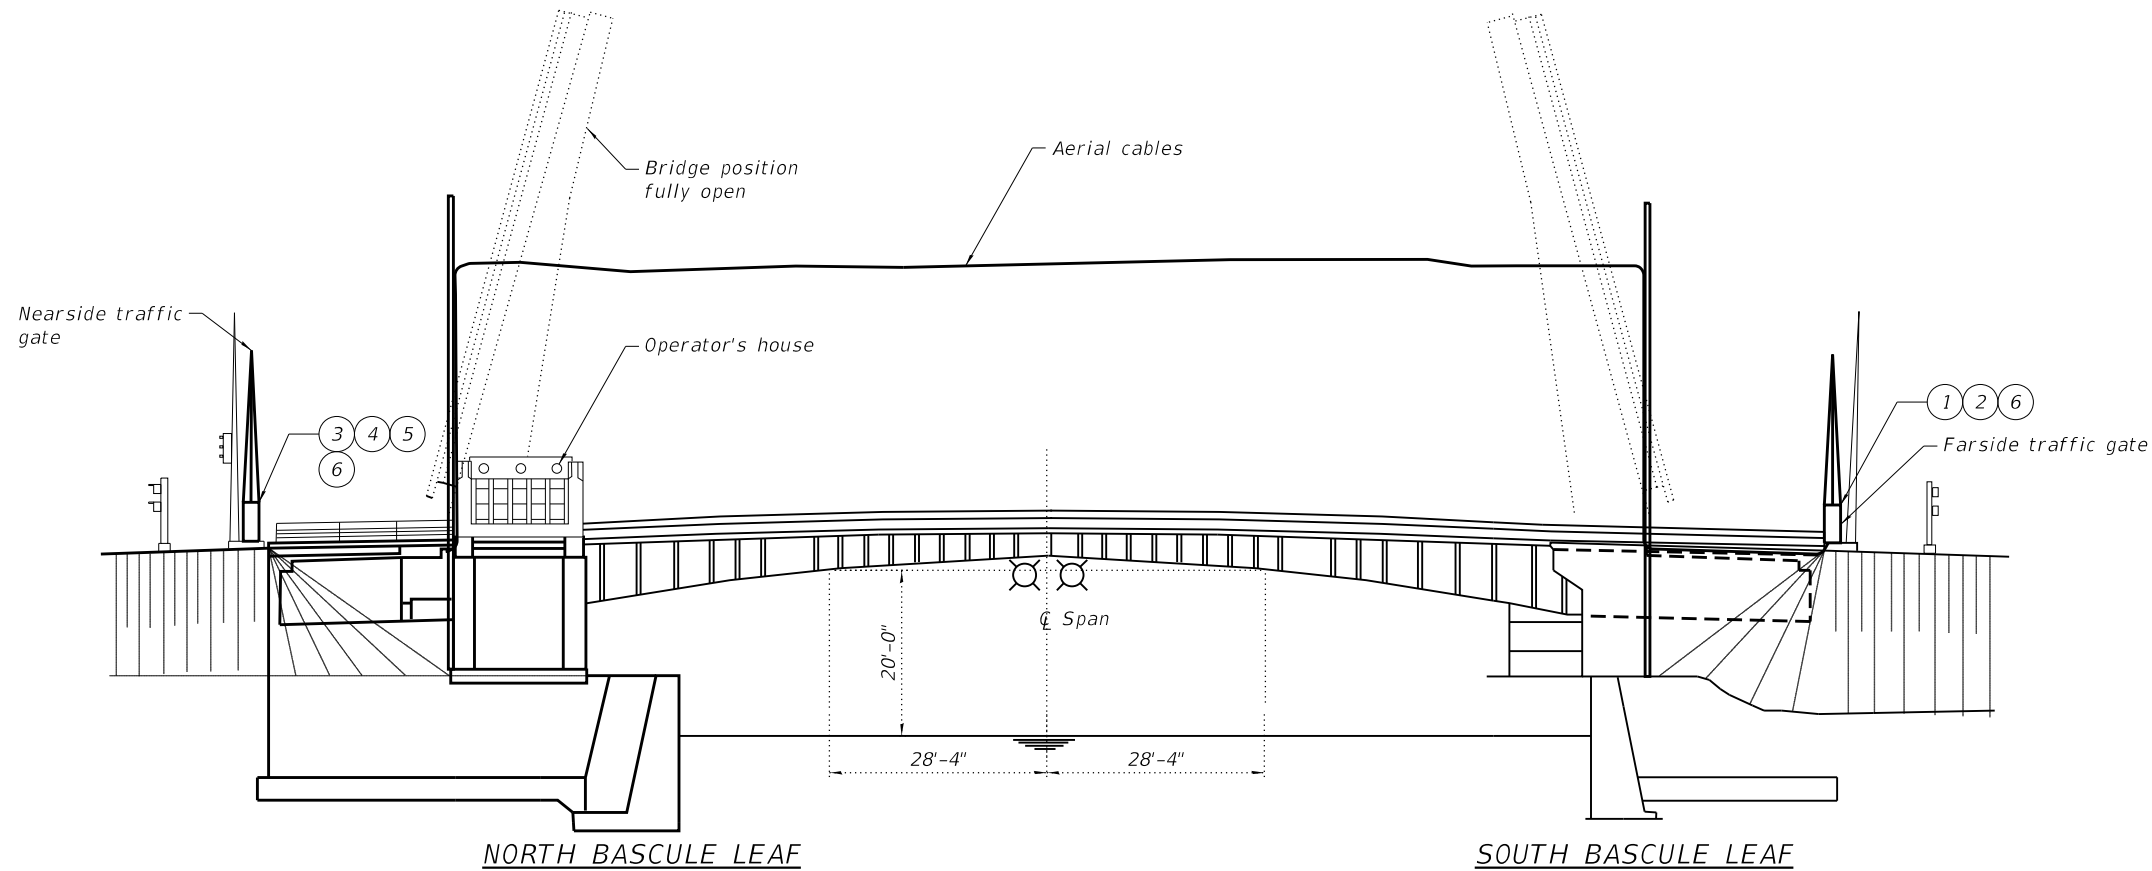 Bridge position
fully open
Aerial cables
Nearside traffic
gate
Operator's house
3 4 5
6
1 2 6
Farside traffic gate
℄ Span
20'-0"
28'-4"
28'-4"
NORTH BASCULE LEAF
SOUTH BASCULE LEAF